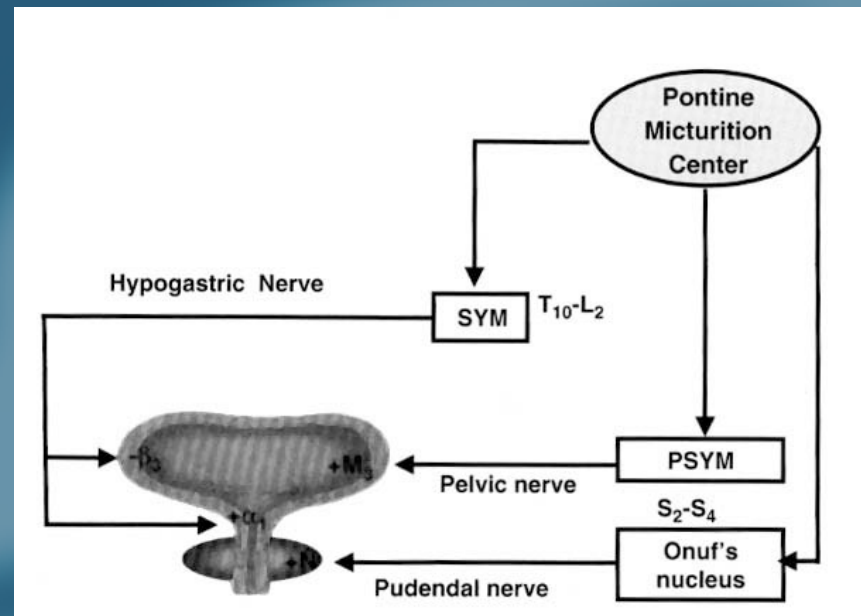 Pontine
Micturition
Center
Hypogastric Nerve
SYM
T₁₀-L₂
-β₃
+M₃
PSYM
Pelvic nerve
S₂-S₄
+α₁
+N
Onuf's
nucleus
Pudendal nerve